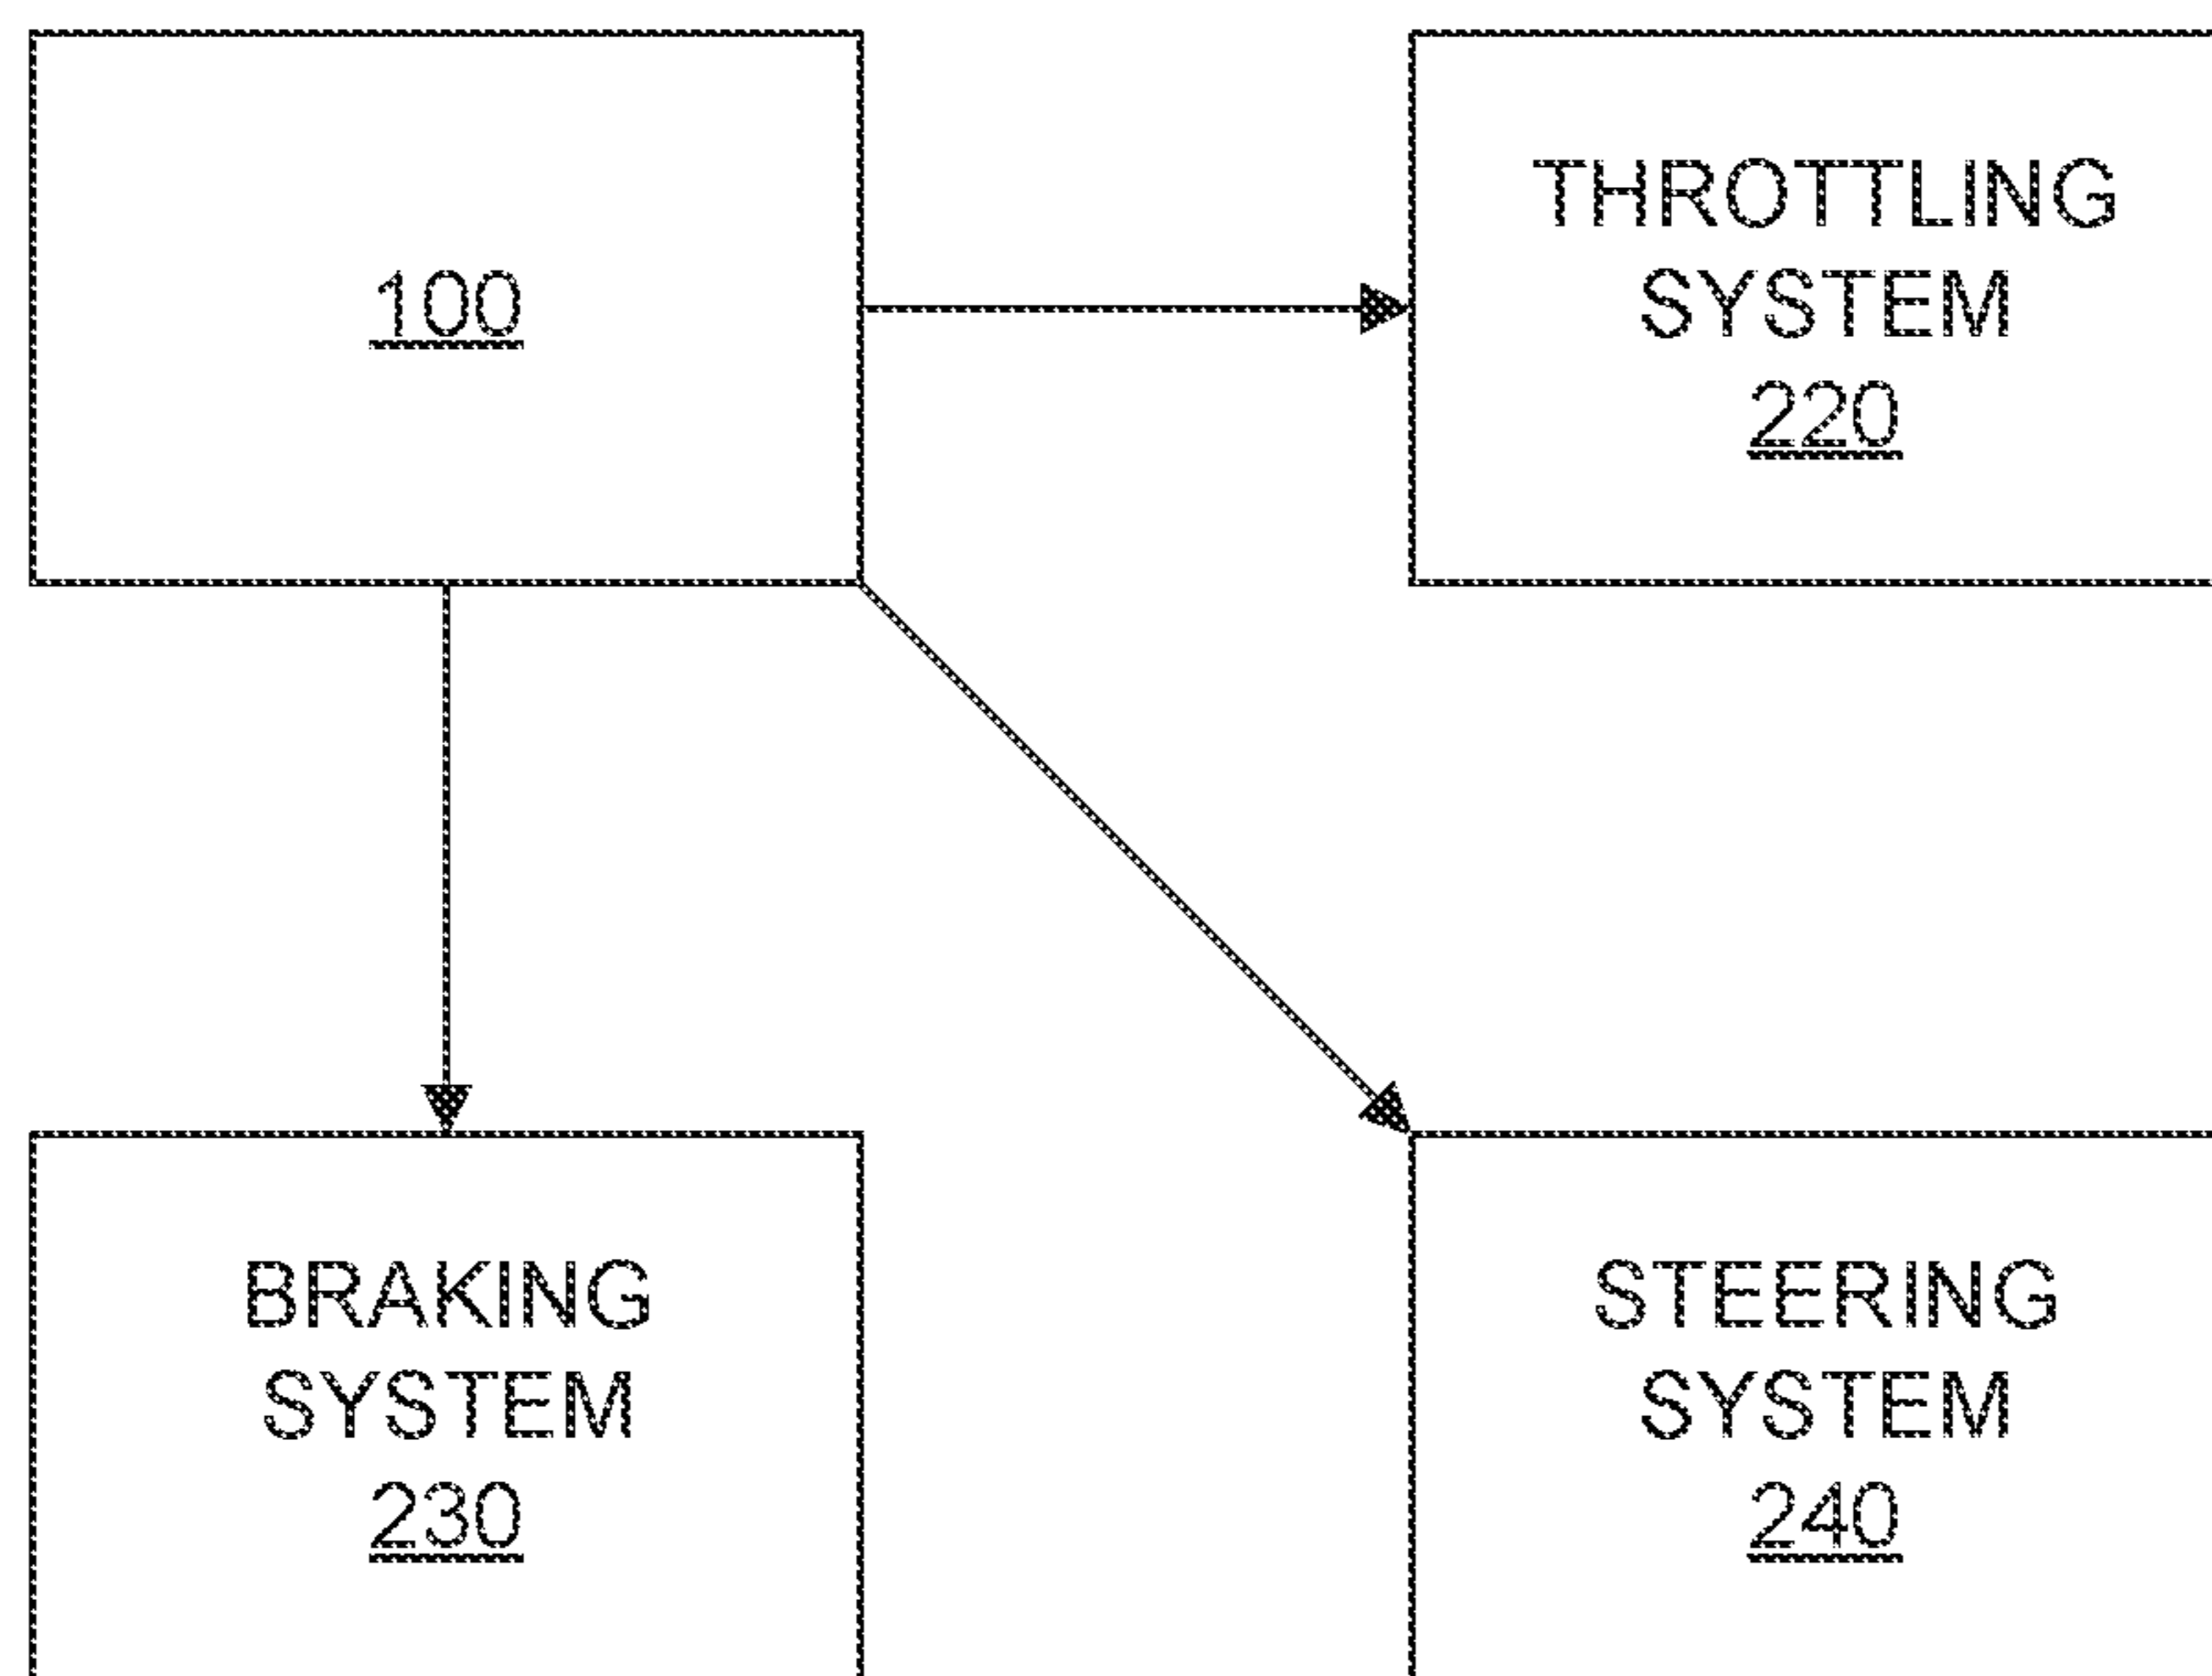 100
THROTTLING
SYSTEM
220
BRAKING
SYSTEM
230
STEERING
SYSTEM
240